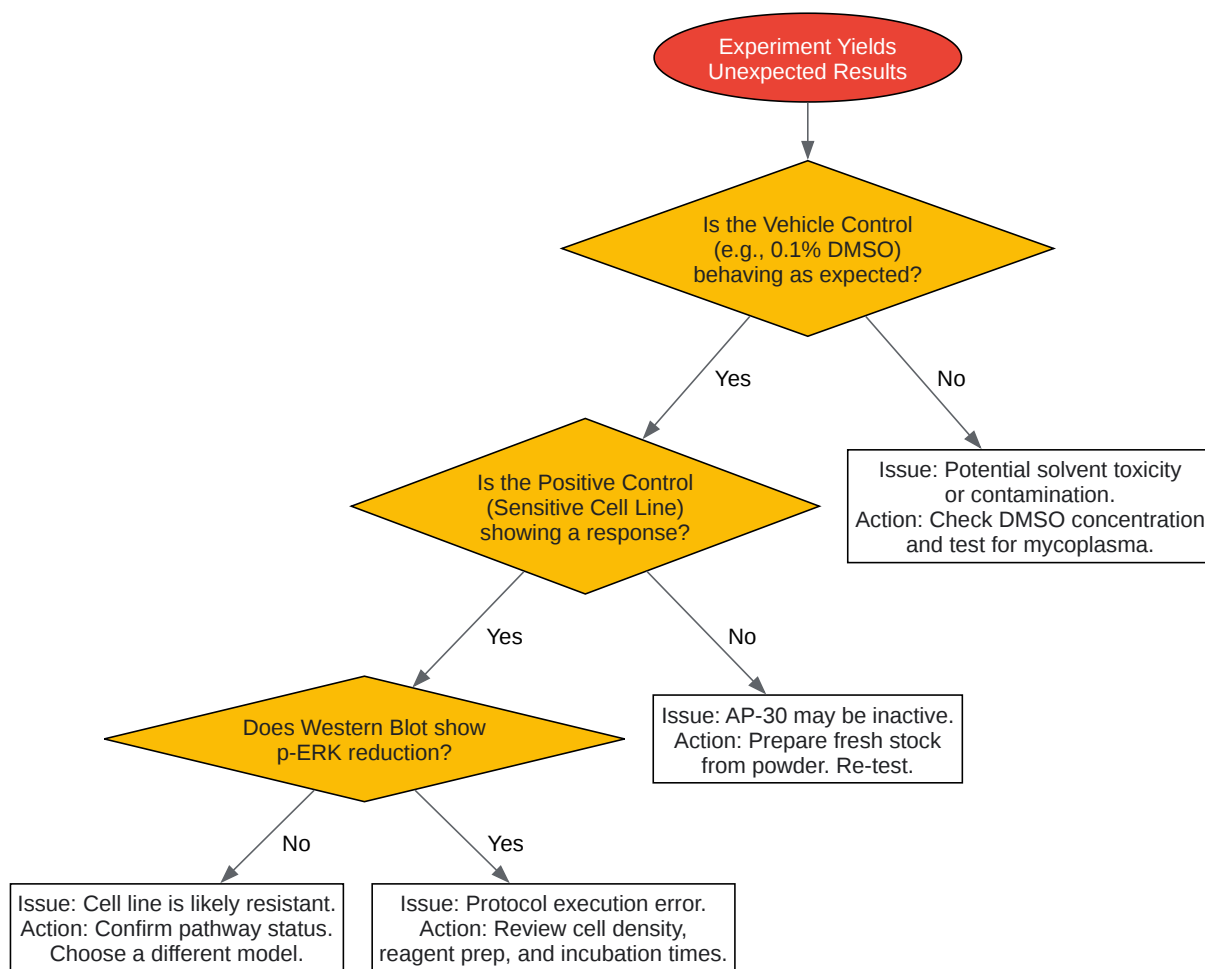 Experiment Yields
Unexpected Results
Is the Vehicle Control
(e.g., 0.1% DMSO)
behaving as expected?
Yes
No
Is the Positive Control
(Sensitive Cell Line)
showing a response?
Issue: Potential solvent toxicity
or contamination.
Action: Check DMSO concentration
and test for mycoplasma.
Yes
No
Does Western Blot show
p-ERK reduction?
Issue: AP-30 may be inactive.
Action: Prepare fresh stock
from powder. Re-test.
No
Yes
Issue: Cell line is likely resistant.
Action: Confirm pathway status.
Choose a different model.
Issue: Protocol execution error.
Action: Review cell density,
reagent prep, and incubation times.